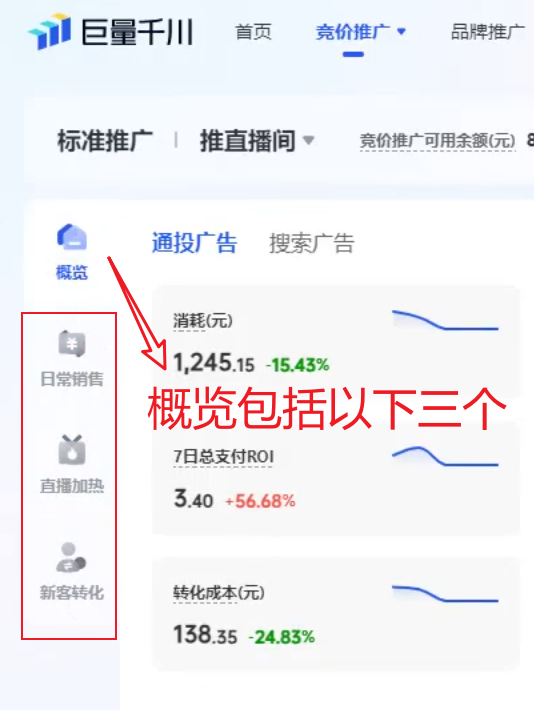 巨量千川 首页 竞价推广 品牌推广
标准推广 推直播间 竞价推广可用余额(元)
概览
通投广告 搜索广告
消耗(元)
1,245.15 -15.43%
日常销售
概览包括以下三个
7日总支付ROI
3.40 +56.68%
直播加热
新客转化
转化成本(元)
138.35 -24.83%